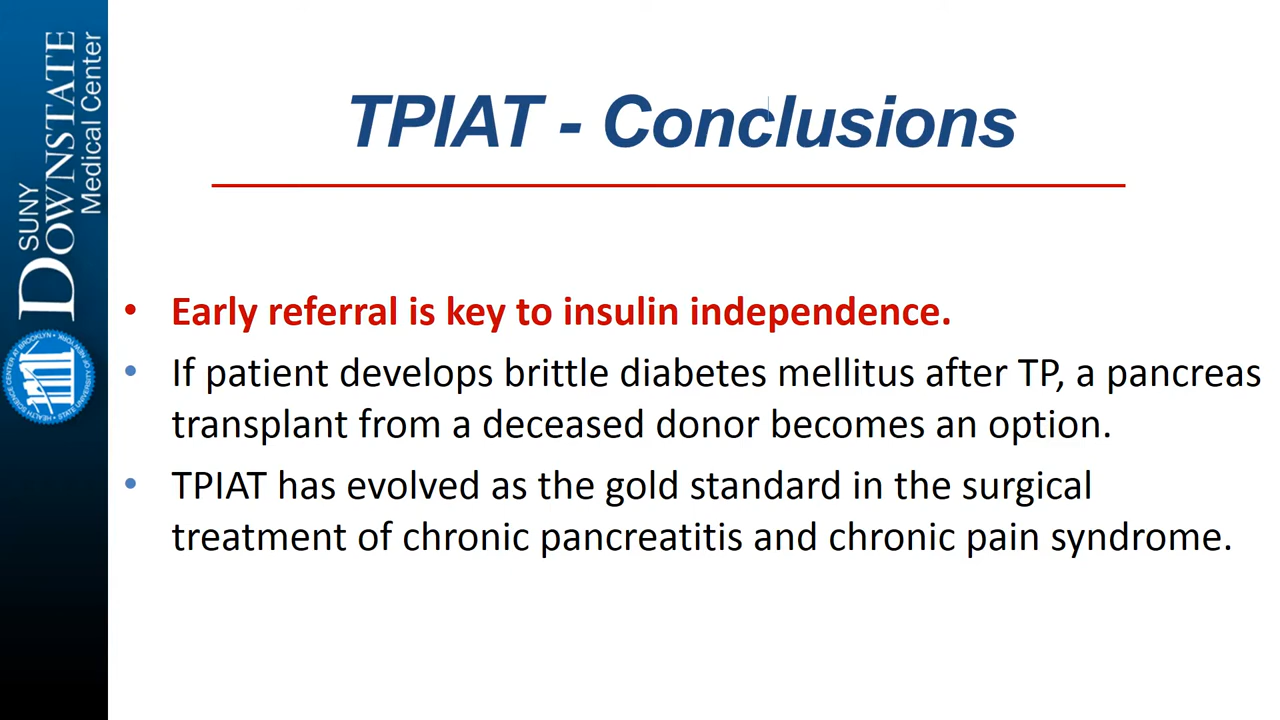 SUNY
DOWNSTATE
Medical Center
TPIAT - Conclusions
• Early referral is key to insulin independence.
• If patient develops brittle diabetes mellitus after TP, a pancreas
transplant from a deceased donor becomes an option.
• TPIAT has evolved as the gold standard in the surgical
treatment of chronic pancreatitis and chronic pain syndrome.